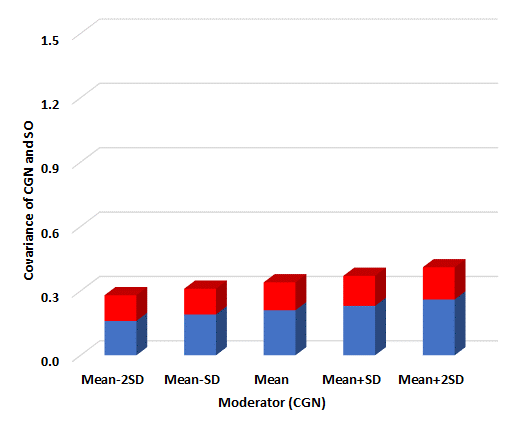 1.5
1.2
0.9
0.6
0.3
0.0
Covariance of CGN and SO
Mean-2SD Mean-SD Mean Mean+SD Mean+2SD
Moderator (CGN)